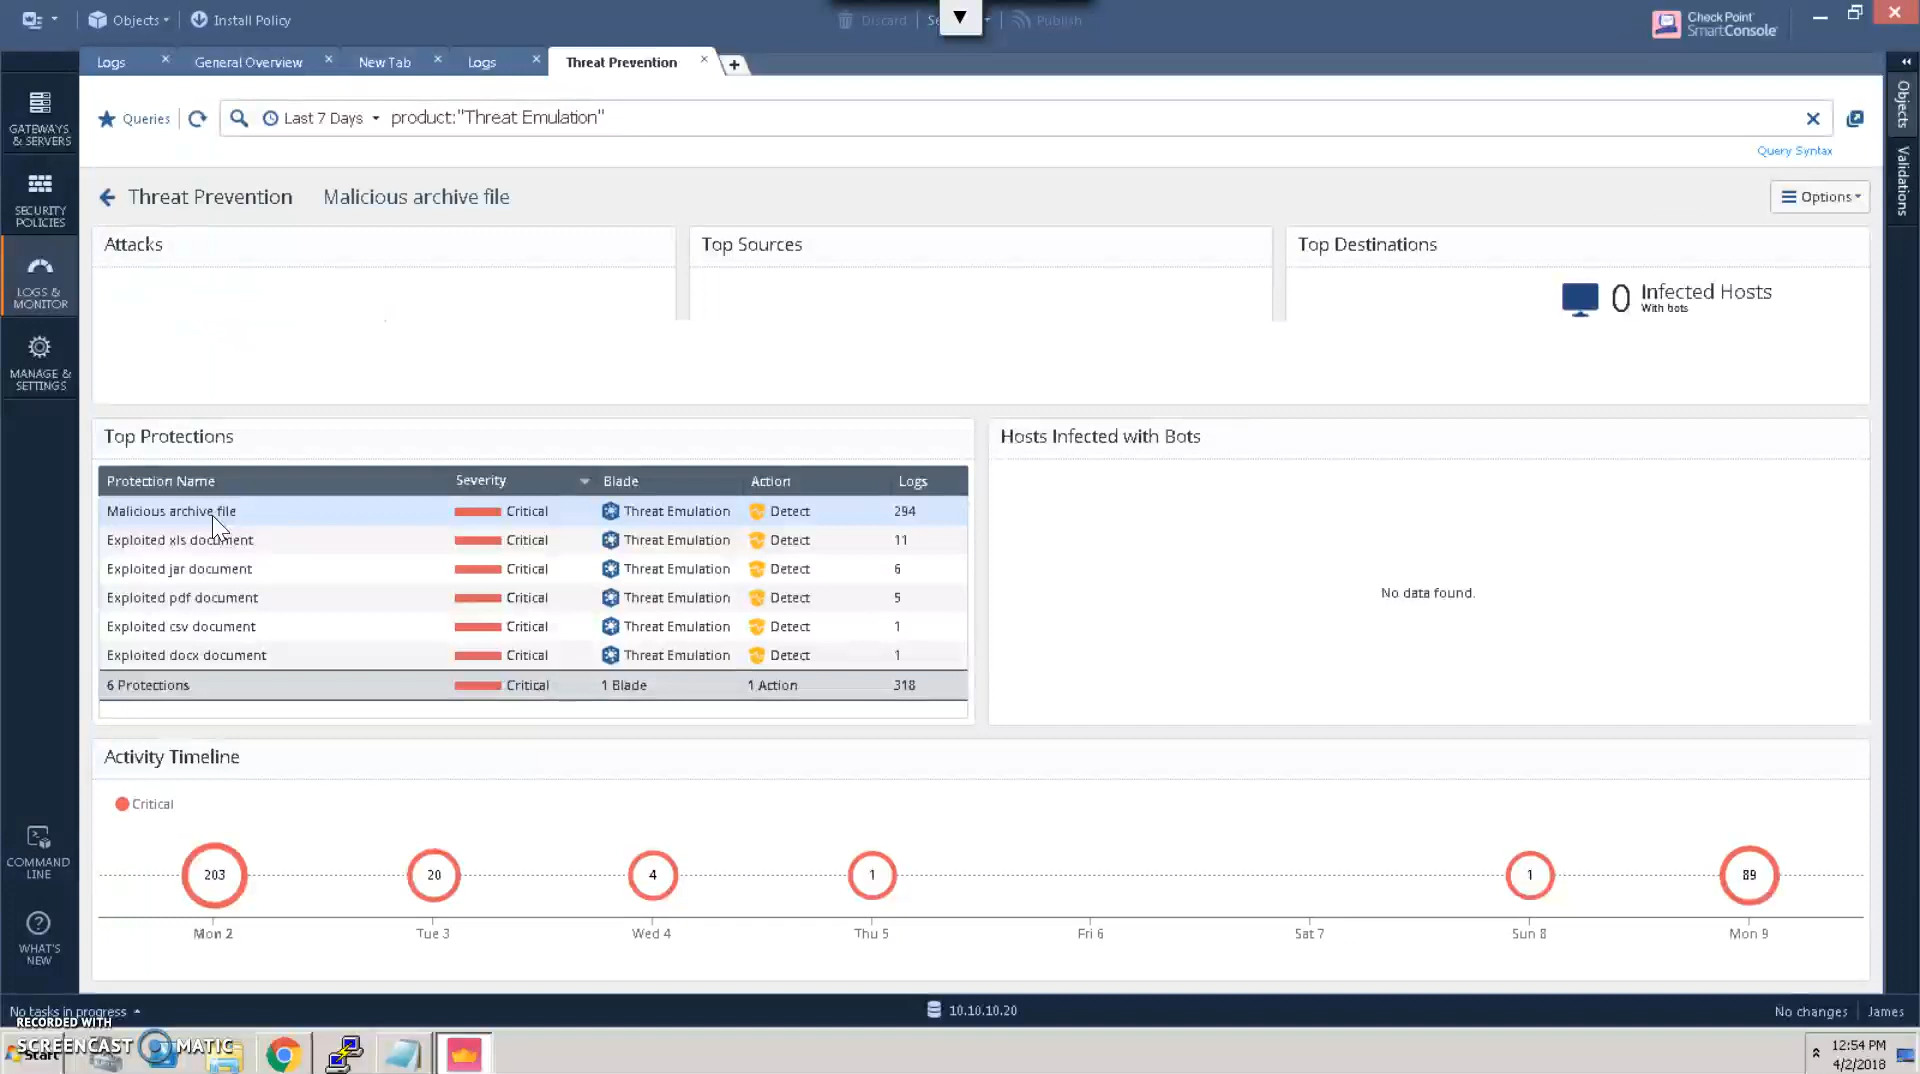 Objects
Install Policy
Discard
Publish
Check Point
SmartConsole
Logs
General Overview
New Tab
Logs
Threat Prevention
Queries
Last 7 Days
product:"Threat Emulation"
Query Syntax
GATEWAYS
& SERVERS
SECURITY
POLICIES
LOGS &
MONITOR
MANAGE &
SETTINGS
COMMAND
LINE
WHAT'S
NEW
Objects
Validations
Threat Prevention
Malicious archive file
Options
Attacks
Top Sources
Top Destinations
0 Infected Hosts
With bots
Top Protections
Protection Name Severity Blade Action Logs
Malicious archive file Critical Threat Emulation Detect 294
Exploited xls document Critical Threat Emulation Detect 11
Exploited jar document Critical Threat Emulation Detect 6
Exploited pdf document Critical Threat Emulation Detect 5
Exploited csv document Critical Threat Emulation Detect 1
Exploited docx document Critical Threat Emulation Detect 1
6 Protections Critical 1 Blade 1 Action 318
Hosts Infected with Bots
No data found.
Activity Timeline
Critical
203 20 4 1 1 89
Mon 2 Tue 3 Wed 4 Thu 5 Fri 6 Sat 7 Sun 8 Mon 9
No tasks in progress
10.10.10.20
No changes
James
RECORDED WITH
SCREENCAST MATIC
Start
12:54 PM
4/2/2018